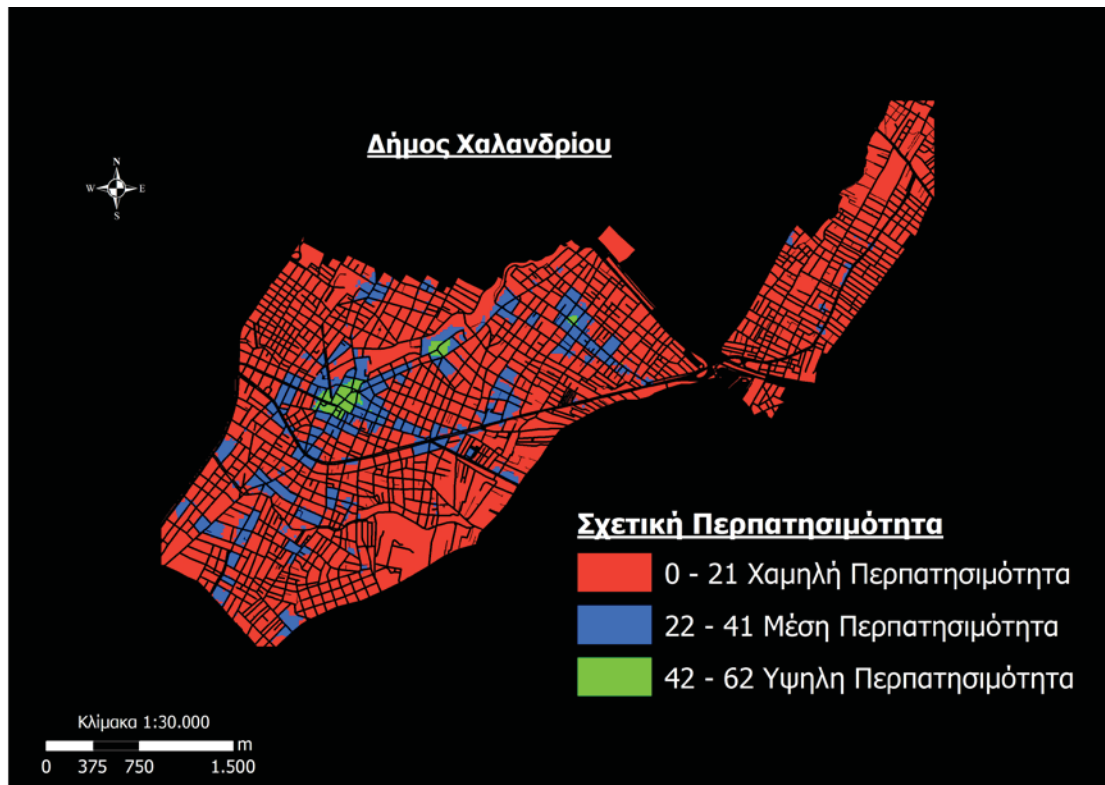 Δήμος Χαλανδρίου
N
W E
S
Σχετική Περπατησιμότητα
0 - 21 Χαμηλή Περπατησιμότητα
22 - 41 Μέση Περπατησιμότητα
42 - 62 Υψηλη Περπατησιμότητα
Κλίμακα 1:30.000
m
0 375 750 1.500